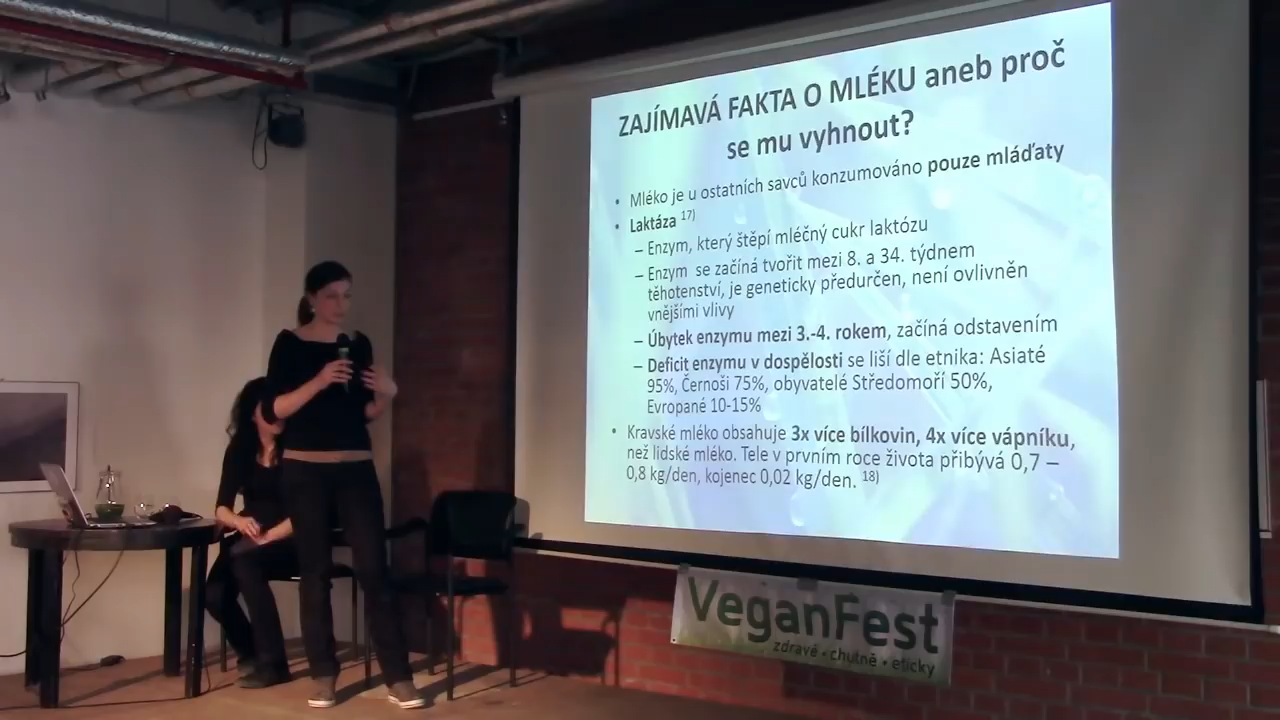 ZAJÍMAVÁ FAKTA O MLÉKU aneb proč
se mu vyhnout?
• Mléko je u ostatních savců konzumováno pouze mláďaty
• Laktáza 17)
– Enzym, který štěpí mléčný cukr laktózu
– Enzym se začíná tvořit mezi 8. a 34. týdnem
těhotenství, je geneticky předurčen, není ovlivněn
vnějšími vlivy
– Úbytek enzymu mezi 3.-4. rokem, začíná odstavením
– Deficit enzymu v dospělosti se liší dle etnika: Asiaté
95%, Černoši 75%, obyvatelé Středomoří 50%,
Evropané 10-15%
• Kravské mléko obsahuje 3x více bílkovin, 4x více vápníku,
než lidské mléko. Tele v prvním roce života přibývá 0,7 –
0,8 kg/den, kojenec 0,02 kg/den. 18)
VeganFest
zdravě • chutně • eticky